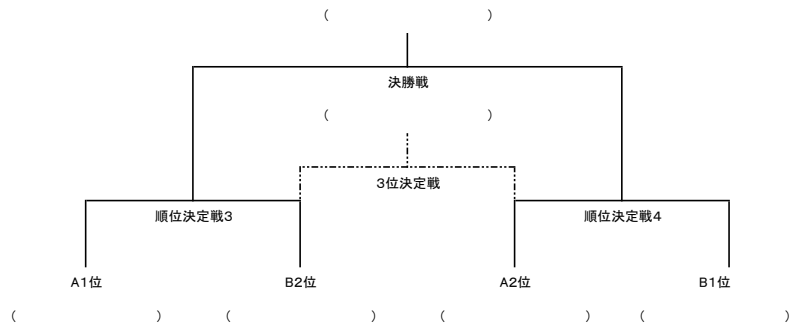 （　　　　　　　　　　）
決勝戦
（　　　　　　　　　　）
3位決定戦
順位決定戦3　順位決定戦4
A1位　B2位　A2位　B1位
（　　　　　　　　　　）（　　　　　　　　　　）（　　　　　　　　　　）（　　　　　　　　　　）